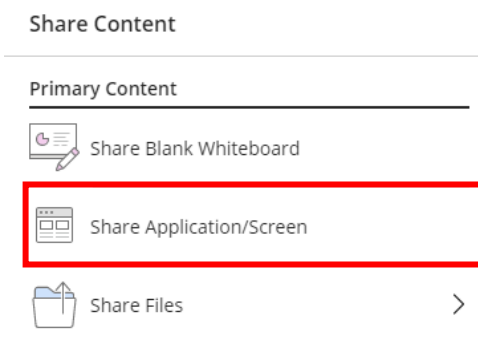 Share Content
Primary Content
Share Blank Whiteboard
Share Application/Screen
Share Files